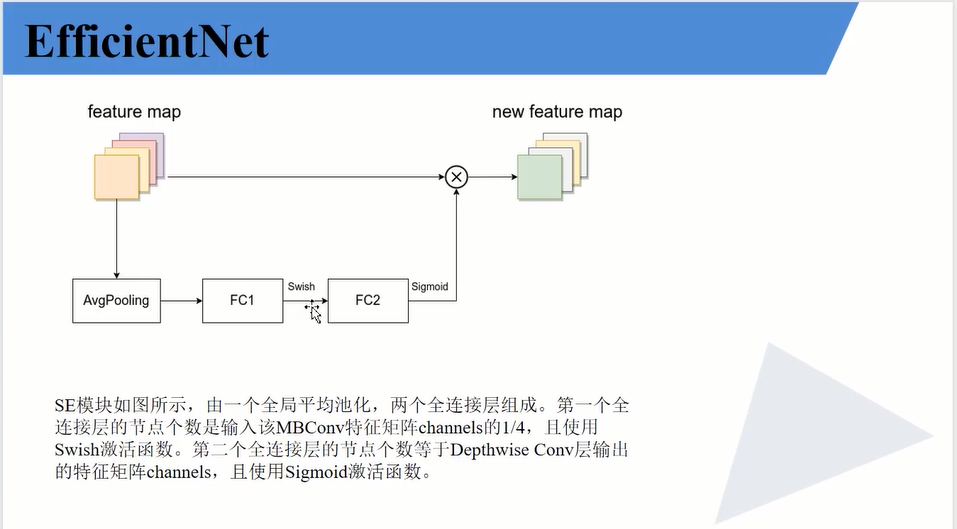 EfficientNet
feature map
new feature map
AvgPooling
FC1
Swish
FC2
Sigmoid
SE模块如图所示，由一个全局平均池化，两个全连接层组成。第一个全
连接层的节点个数是输入该MBConv特征矩阵channels的1/4，且使用
Swish激活函数。第二个全连接层的节点个数等于Depthwise Conv层输出
的特征矩阵channels，且使用Sigmoid激活函数。